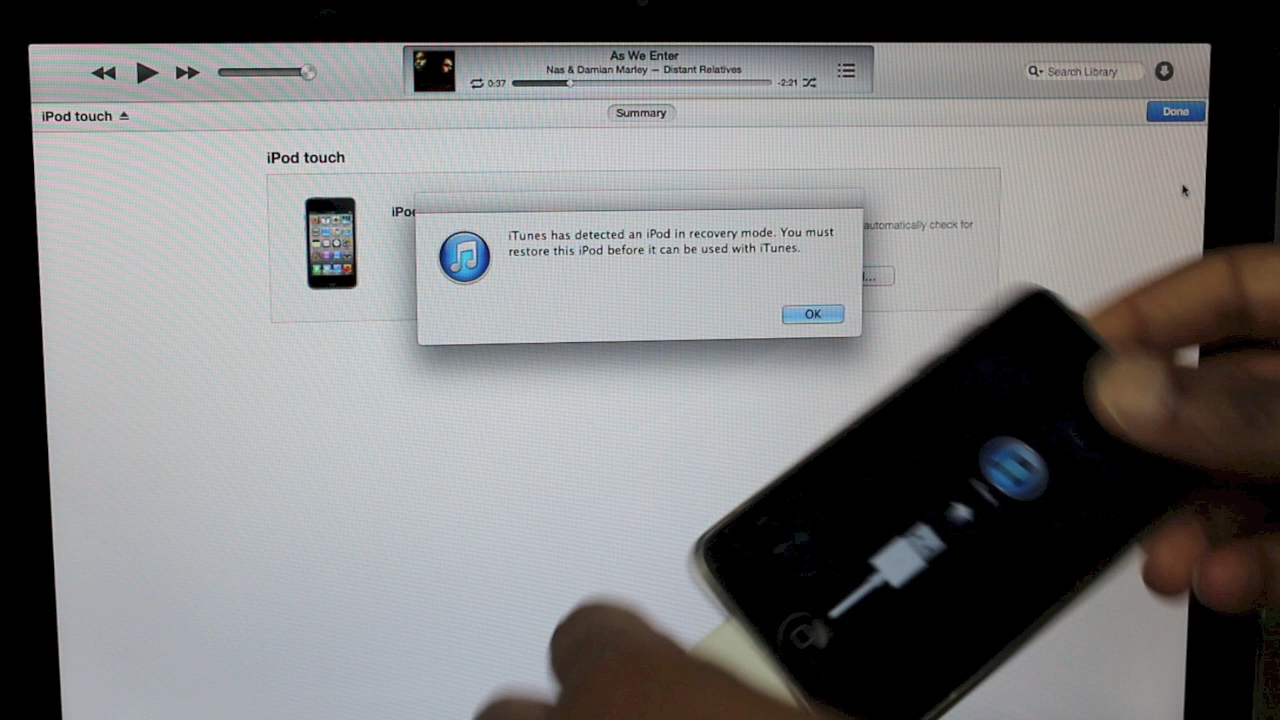 As We Enter
Nas & Damian Marley — Distant Relatives
0:37
-2:21
Search Library
iPod touch
Summary
Done
iPod touch
iPo
iTunes has detected an iPod in recovery mode. You must
restore this iPod before it can be used with iTunes.
automatically check for
...
OK